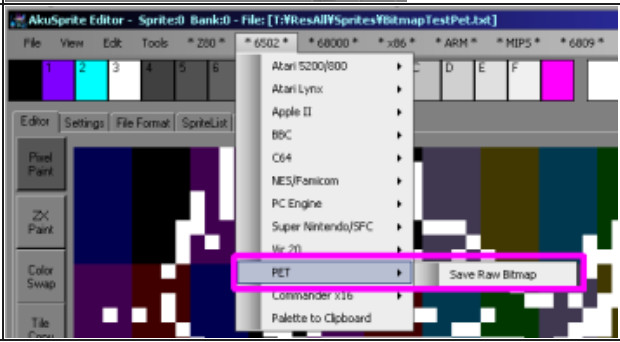 AkuSprite Editor - Sprite:0 Bank:0 - File: [T:¥ResAll¥Sprites¥BitmapTestPet.txt]
File View Edit Tools * Z80 * * 6502 * * 68000 * * x86 * * ARM * * MIPS * * 6809 *
1 2 3 4 5 6 C D E F
Editor Settings File Format SpriteList
Atari 5200/800
Atari Lynx
Apple II
BBC
C64
NES/Famicom
PC Engine
Super Nintendo/SFC
Vic 20
PET Save Raw Bitmap
Commander x16
Palette to Clipboard
Pixel
Paint
ZX
Paint
Color
Swap
Tile
Copy